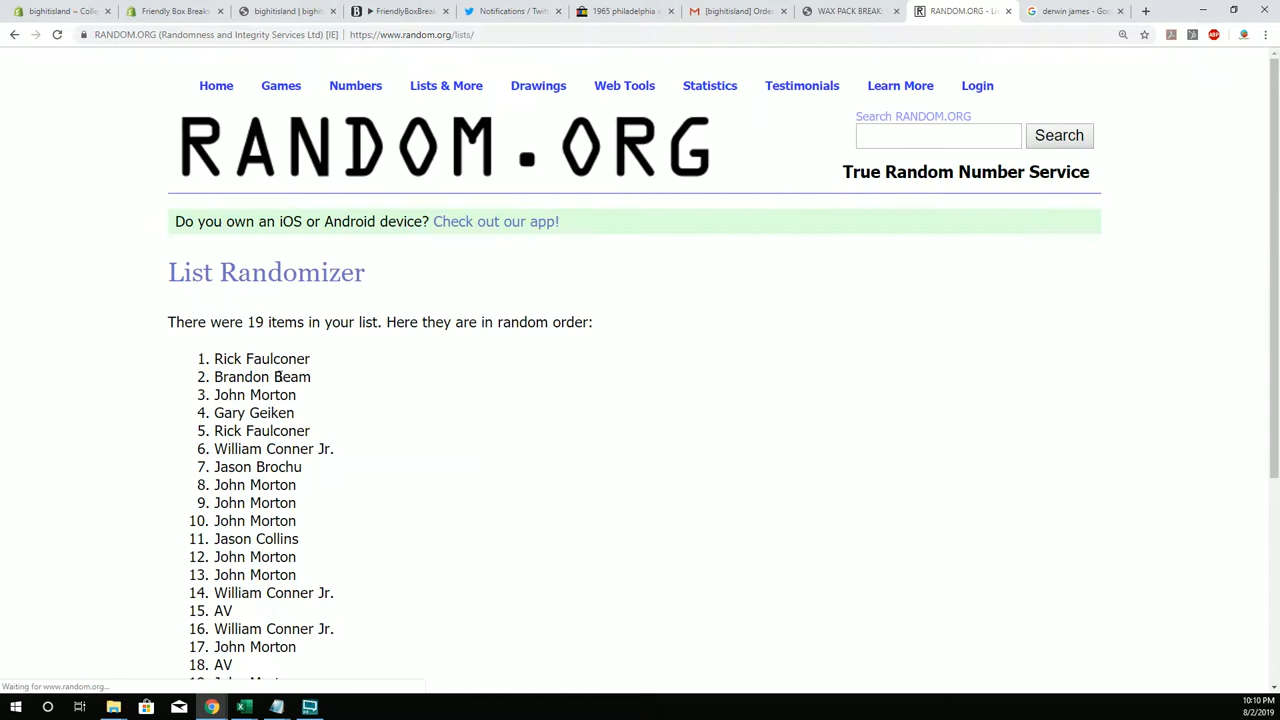 bighitisland ~ Colle
Friendly Box Breaks
bighitisland | bighiti
▶ FriendlyBoxBreak
Notifications / Twitt
1965 philadelphia w
[bighitisland] Order
WAX PACK BREAK:
RANDOM.ORG - Lis
derwin james - Goo
RANDOM.ORG (Randomness and Integrity Services Ltd) [IE] | https://www.random.org/lists/
Home Games Numbers Lists & More Drawings Web Tools Statistics Testimonials Learn More Login
RANDOM.ORG
Search RANDOM.ORG
Search
True Random Number Service
Do you own an iOS or Android device? Check out our app!
List Randomizer
There were 19 items in your list. Here they are in random order:
1. Rick Faulconer
2. Brandon Beam
3. John Morton
4. Gary Geiken
5. Rick Faulconer
6. William Conner Jr.
7. Jason Brochu
8. John Morton
9. John Morton
10. John Morton
11. Jason Collins
12. John Morton
13. John Morton
14. William Conner Jr.
15. AV
16. William Conner Jr.
17. John Morton
18. AV
Waiting for www.random.org...
10:10 PM
8/2/2019